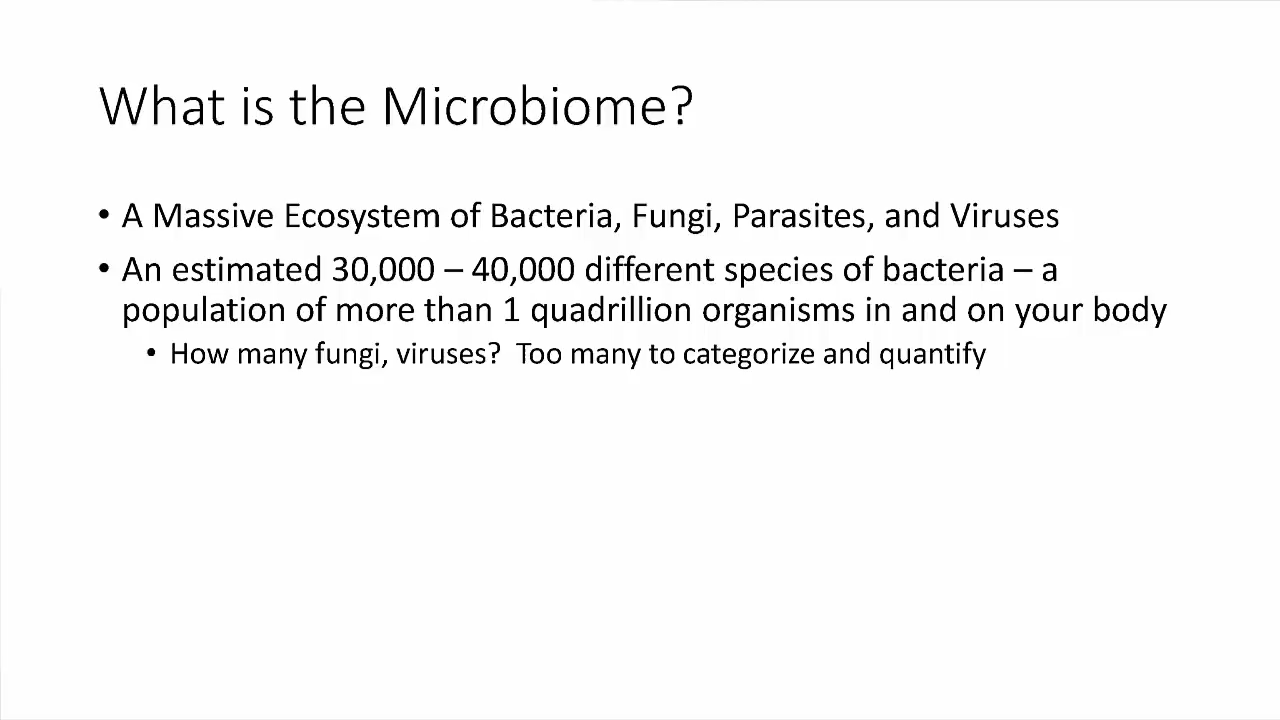 What is the Microbiome?
• A Massive Ecosystem of Bacteria, Fungi, Parasites, and Viruses
• An estimated 30,000 – 40,000 different species of bacteria – a
population of more than 1 quadrillion organisms in and on your body
• How many fungi, viruses?  Too many to categorize and quantify